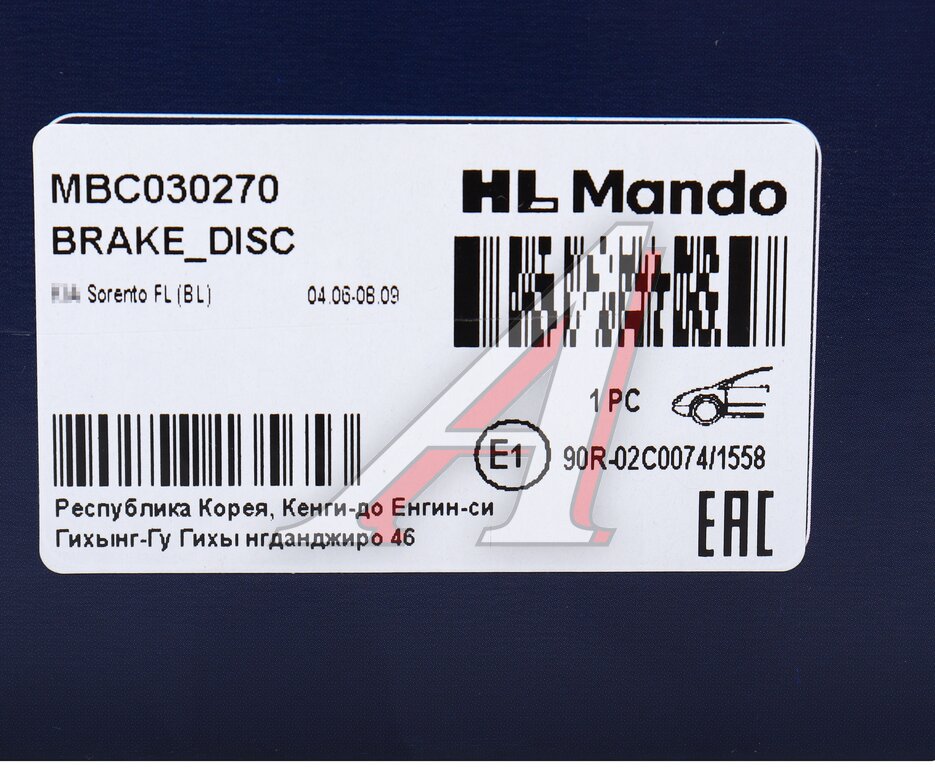 MBC030270
HL Mando
BRAKE_DISC
Sorento FL (BL) 04.06-08.09
1 PC
E1 90R-02C0074/1558
Республика Корея, Кенги-до Енгин-си
Гихынг-Гу Гихы нгданджиро 46
EAC